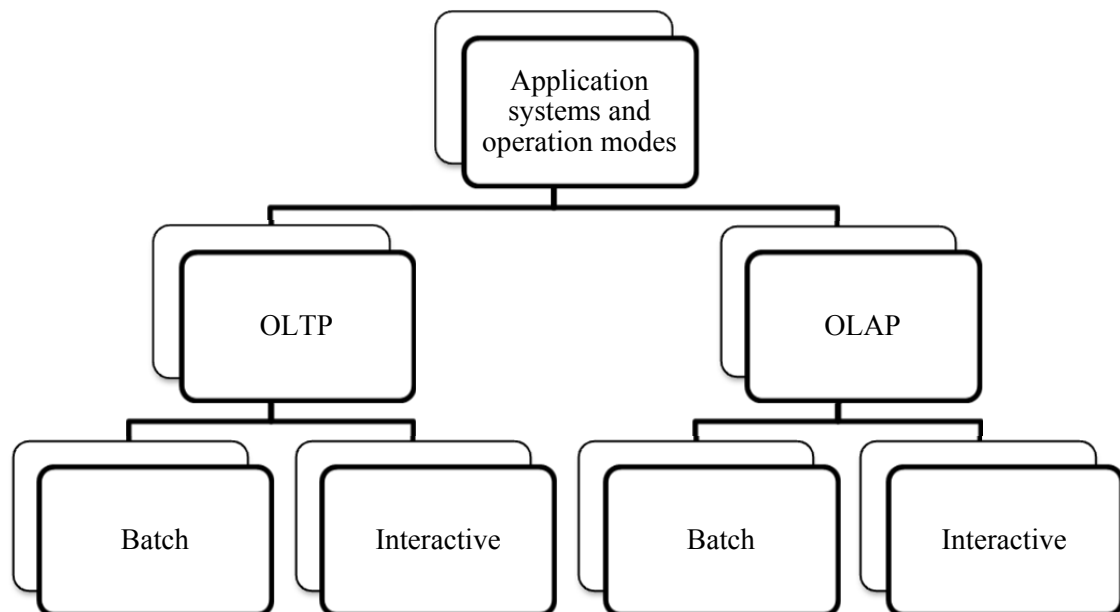 Application
systems and
operation modes
OLTP
OLAP
Batch
Interactive
Batch
Interactive